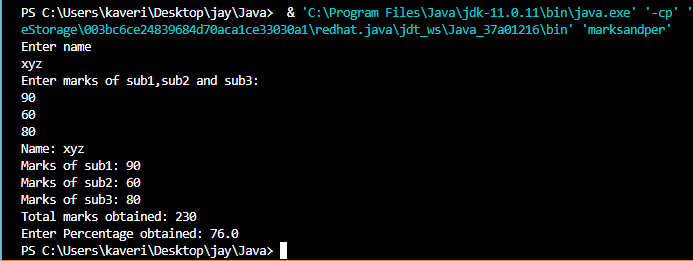 PS C:\Users\kaveri\Desktop\jay\Java>  & 'C:\Program Files\Java\jdk-11.0.11\bin\java.exe' '-cp' '
eStorage\003bc6ce24839684d70aca1ce33030a1\redhat.java\jdt_ws\Java_37a01216\bin' 'marksandper'
Enter name
xyz
Enter marks of sub1,sub2 and sub3:
90
60
80
Name: xyz
Marks of sub1: 90
Marks of sub2: 60
Marks of sub3: 80
Total marks obtained: 230
Enter Percentage obtained: 76.0
PS C:\Users\kaveri\Desktop\jay\Java>